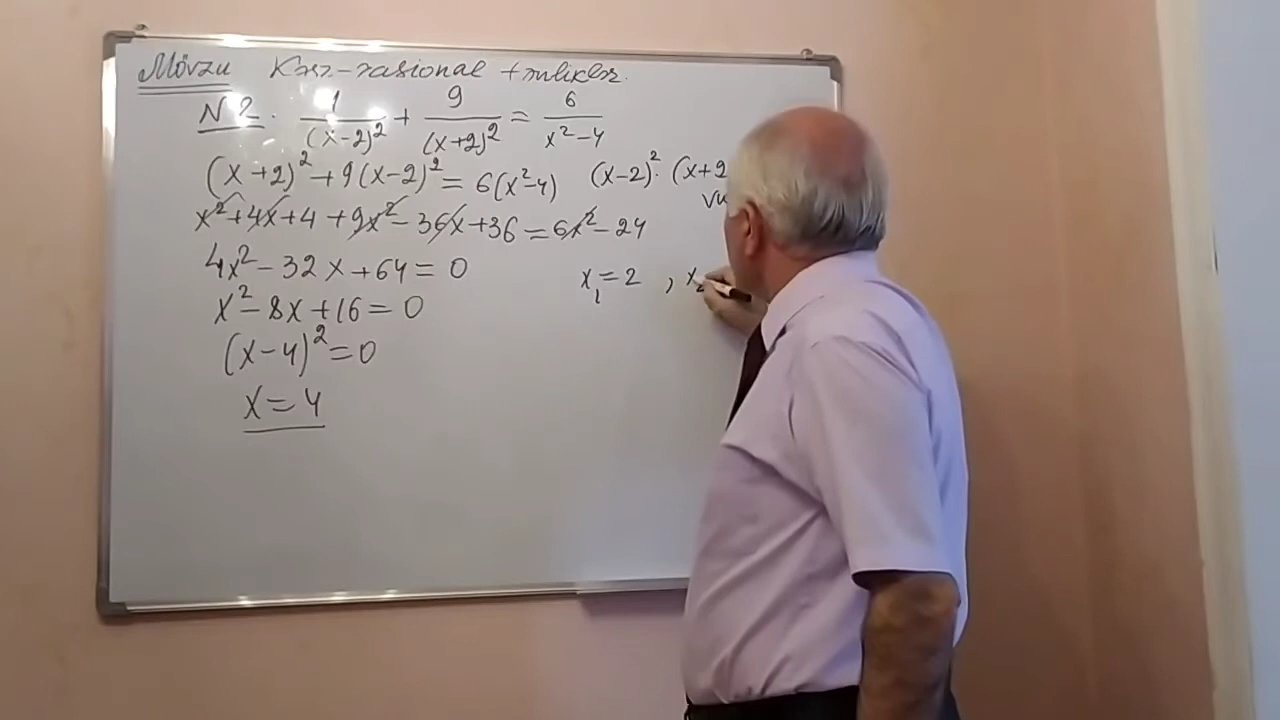 Mövzu Kəsr-rasional tənliklər.
N2. 1/(x-2)² + 9/(x+2)² = 6/(x²-4)
(x+2)² + 9(x-2)² = 6(x²-4) (x-2)²·(x+2
x²+4x+4+9x²-36x+36=6x²-24
4x²-32x+64=0 x₁=2 , x₂
x²-8x+16=0
(x-4)²=0
x=4